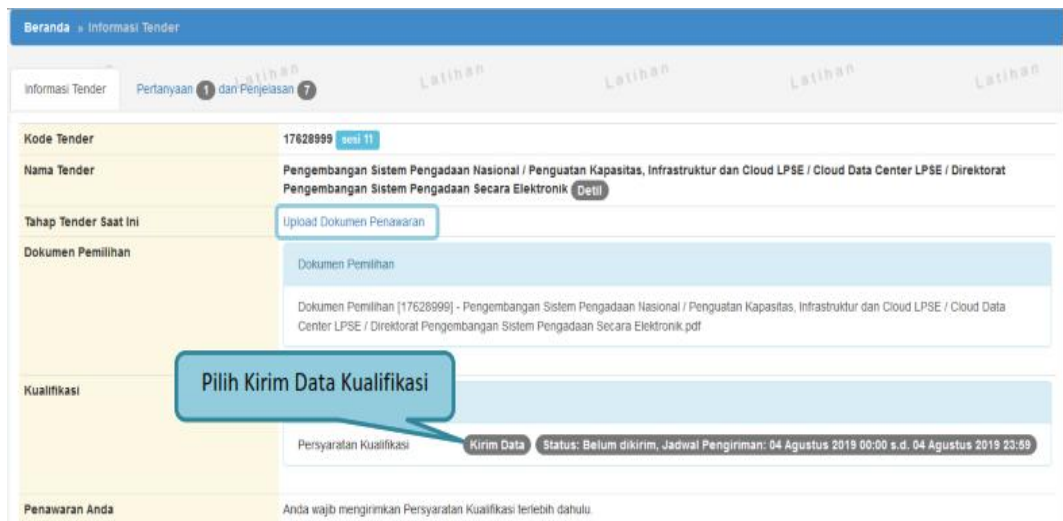 Beranda » Informasi Tender
Latihan Latihan Latihan Latihan
Informasi Tender Pertanyaan 1 dan Penjelasan 7
Kode Tender 17628999 sesi 11
Nama Tender Pengembangan Sistem Pengadaan Nasional / Penguatan Kapasitas, Infrastruktur dan Cloud LPSE / Cloud Data Center LPSE / Direktorat
Pengembangan Sistem Pengadaan Secara Elektronik Detil
Tahap Tender Saat Ini Upload Dokumen Penawaran
Dokumen Pemilihan
Dokumen Pemilihan
Dokumen Pemilihan [17628999] - Pengembangan Sistem Pengadaan Nasional / Penguatan Kapasitas, Infrastruktur dan Cloud LPSE / Cloud Data
Center LPSE / Direktorat Pengembangan Sistem Pengadaan Secara Elektronik.pdf
Pilih Kirim Data Kualifikasi
Kualifikasi
Persyaratan Kualifikasi Kirim Data Status: Belum dikirim, Jadwal Pengiriman: 04 Agustus 2019 00:00 s.d. 04 Agustus 2019 23:59
Penawaran Anda Anda wajib mengirimkan Persyaratan Kualifikasi terlebih dahulu.